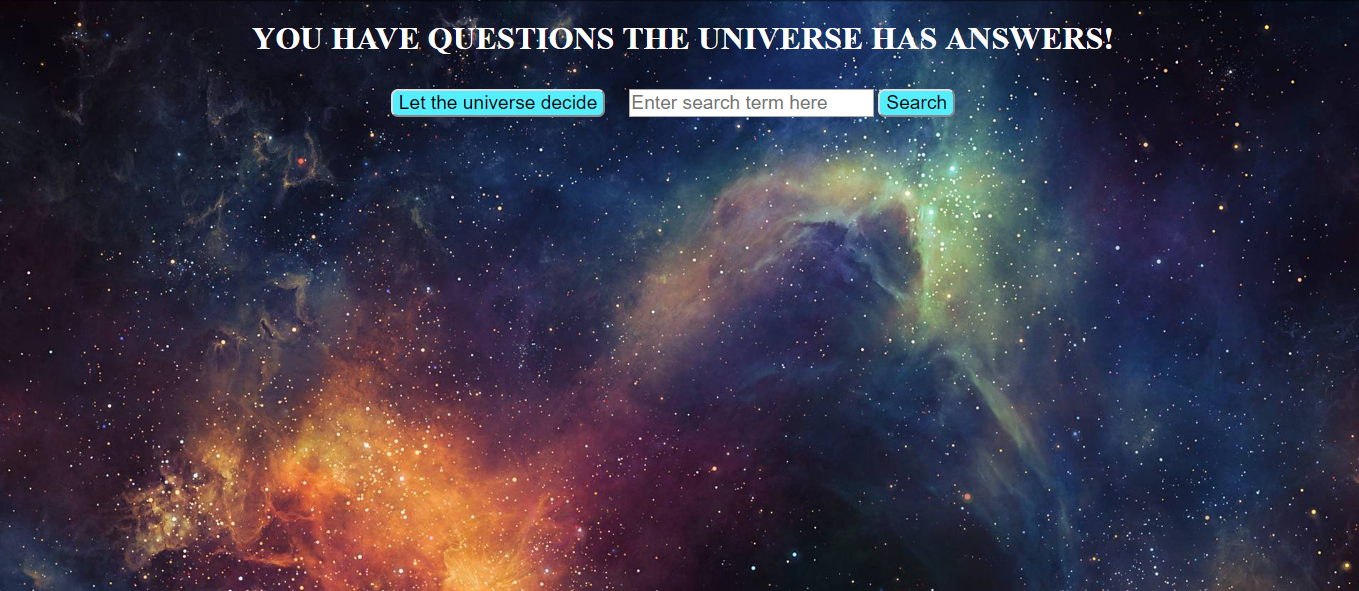 YOU HAVE QUESTIONS THE UNIVERSE HAS ANSWERS!
Let the universe decide Enter search term here Search